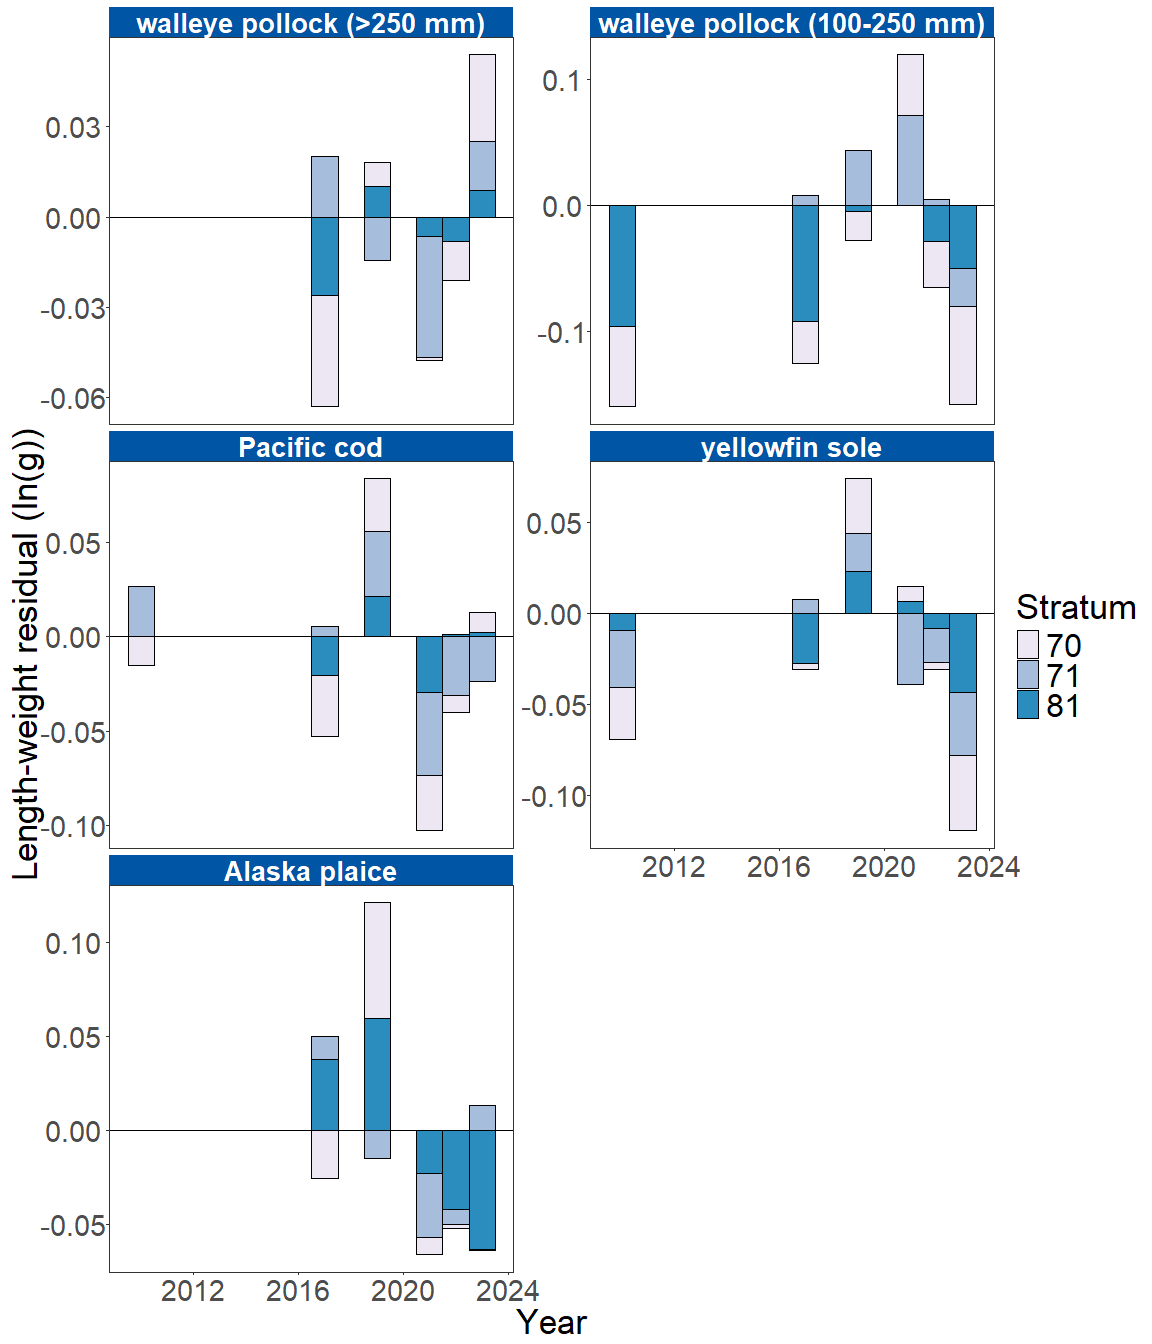 walleye pollock (>250 mm)
walleye pollock (100-250 mm)
0.03
0.00
-0.03
-0.06
0.1
0.0
-0.1
Pacific cod
yellowfin sole
0.05
0.00
-0.05
-0.10
0.05
0.00
-0.05
-0.10
2012 2016 2020 2024
Length-weight residual (ln(g))
Stratum
70
71
81
Alaska plaice
0.10
0.05
0.00
-0.05
2012 2016 2020 2024
Year